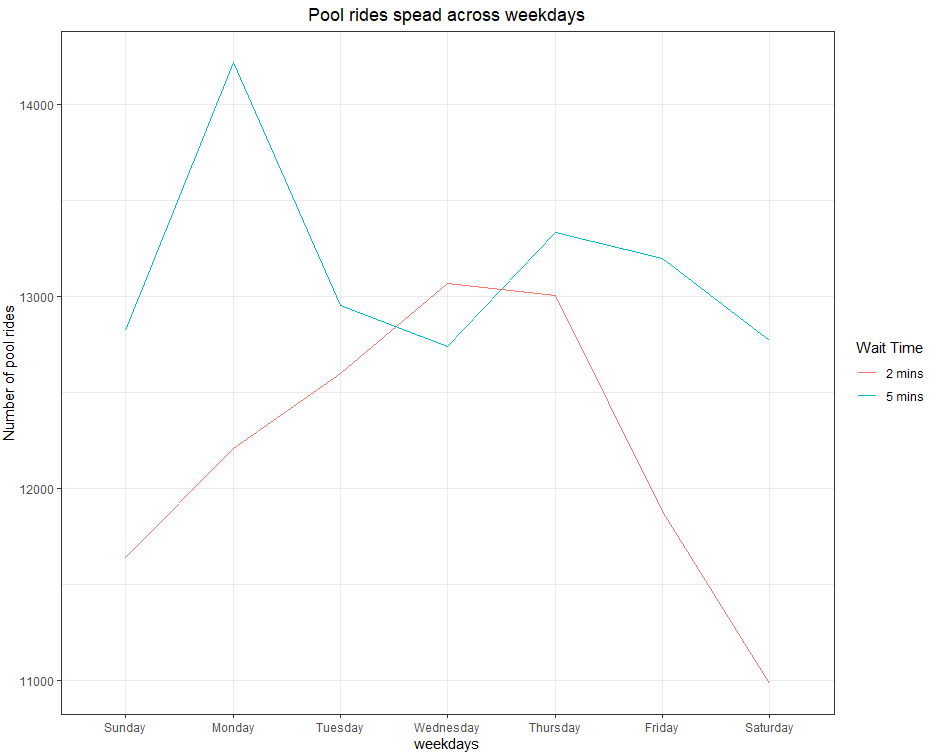 Pool rides spead across weekdays
Number of pool rides
14000
13000
12000
11000
Sunday Monday Tuesday Wednesday Thursday Friday Saturday
weekdays
Wait Time
2 mins
5 mins